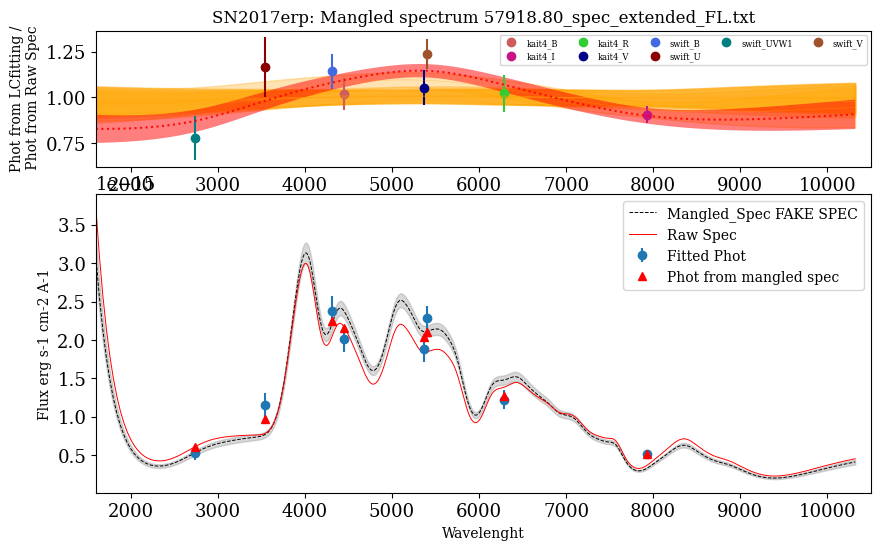 SN2017erp: Mangled spectrum 57918.80_spec_extended_FL.txt
Phot from LCfitting /
Phot from Raw Spec
1.25
1.00
0.75
kait4_B kait4_R swift_B swift_UVW1 swift_V
kait4_I kait4_V swift_U
2000 3000 4000 5000 6000 7000 8000 9000 10000
1e−15
Flux erg s-1 cm-2 A-1
3.5
3.0
2.5
2.0
1.5
1.0
0.5
Mangled_Spec FAKE SPEC
Raw Spec
Fitted Phot
Phot from mangled spec
2000 3000 4000 5000 6000 7000 8000 9000 10000
Wavelenght